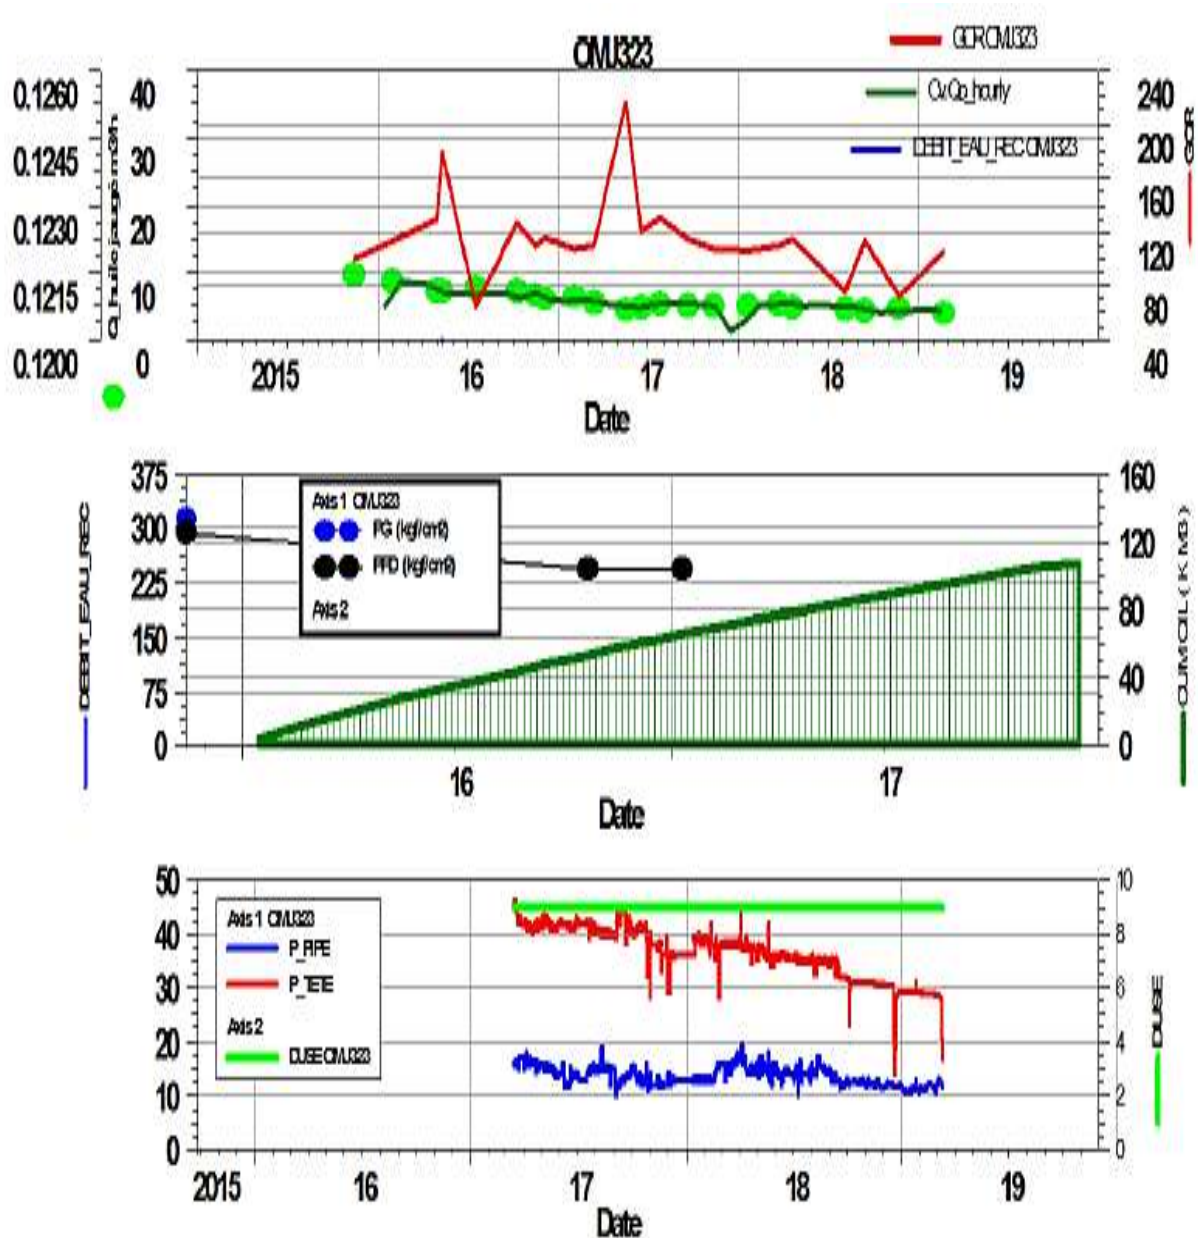 OMJ323
GOR OMJ323
Cv.Qo_hourly
DEBIT_EAU_REC OMJ323
0.1260
0.1245
0.1230
0.1215
0.1200
Q_huile jaugé m3/h
40
30
20
10
0
240
200
160
120
80
40
GOR
2015
16
17
18
19
Date
DEBIT_EAU_REC
375
300
225
150
75
0
Axis 1 OMJ323
PG (kgf/cm2)
PFD (kgf/cm2)
Axis 2
160
120
80
40
0
CUMOIL ( K M3 )
16
17
Date
50
40
30
20
10
0
Axis 1 OMJ323
P_PIPE
P_TETE
Axis 2
DUSE OMJ323
10
8
6
4
2
0
DUSE
2015
16
17
18
19
Date